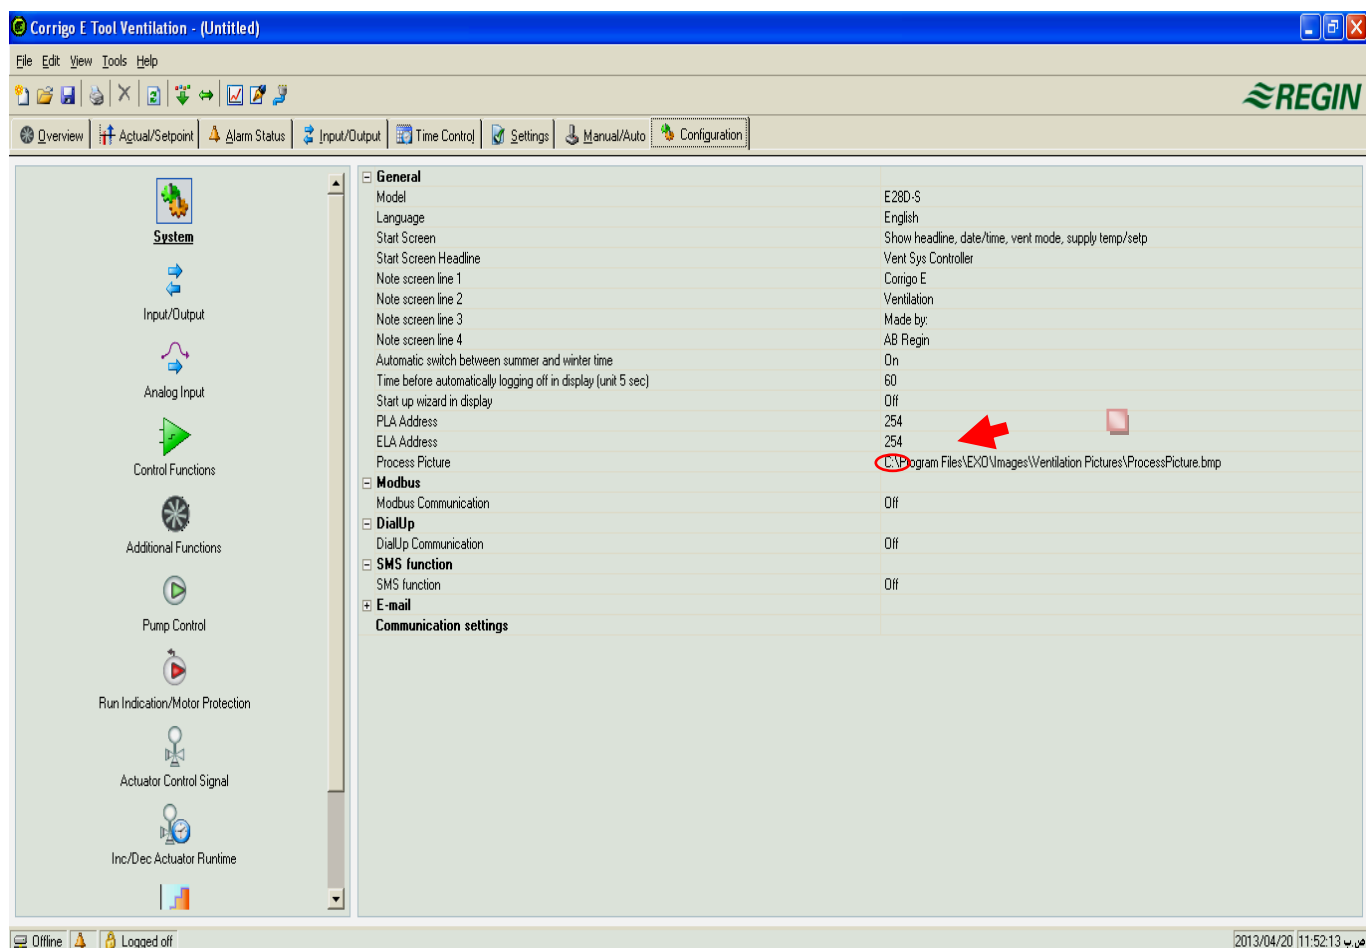 Corrigo E Tool Ventilation - (Untitled)
File Edit View Tools Help
REGIN
Overview Actual/Setpoint Alarm Status Input/Output Time Control Settings Manual/Auto Configuration
System
Input/Output
Analog Input
Control Functions
Additional Functions
Pump Control
Run Indication/Motor Protection
Actuator Control Signal
Inc/Dec Actuator Runtime
General
Model E28D-S
Language English
Start Screen Show headline, date/time, vent mode, supply temp/setp
Start Screen Headline Vent Sys Controller
Note screen line 1 Corrigo E
Note screen line 2 Ventilation
Note screen line 3 Made by:
Note screen line 4 AB Regin
Automatic switch between summer and winter time On
Time before automatically logging off in display (unit 5 sec) 60
Start up wizard in display Off
PLA Address 254
ELA Address 254
Process Picture C:\Program Files\EXO\Images\Ventilation Pictures\ProcessPicture.bmp
Modbus
Modbus Communication Off
DialUp
DialUp Communication Off
SMS function
SMS function Off
E-mail
Communication settings
Offline Logged off 2013/04/20 11:52:13